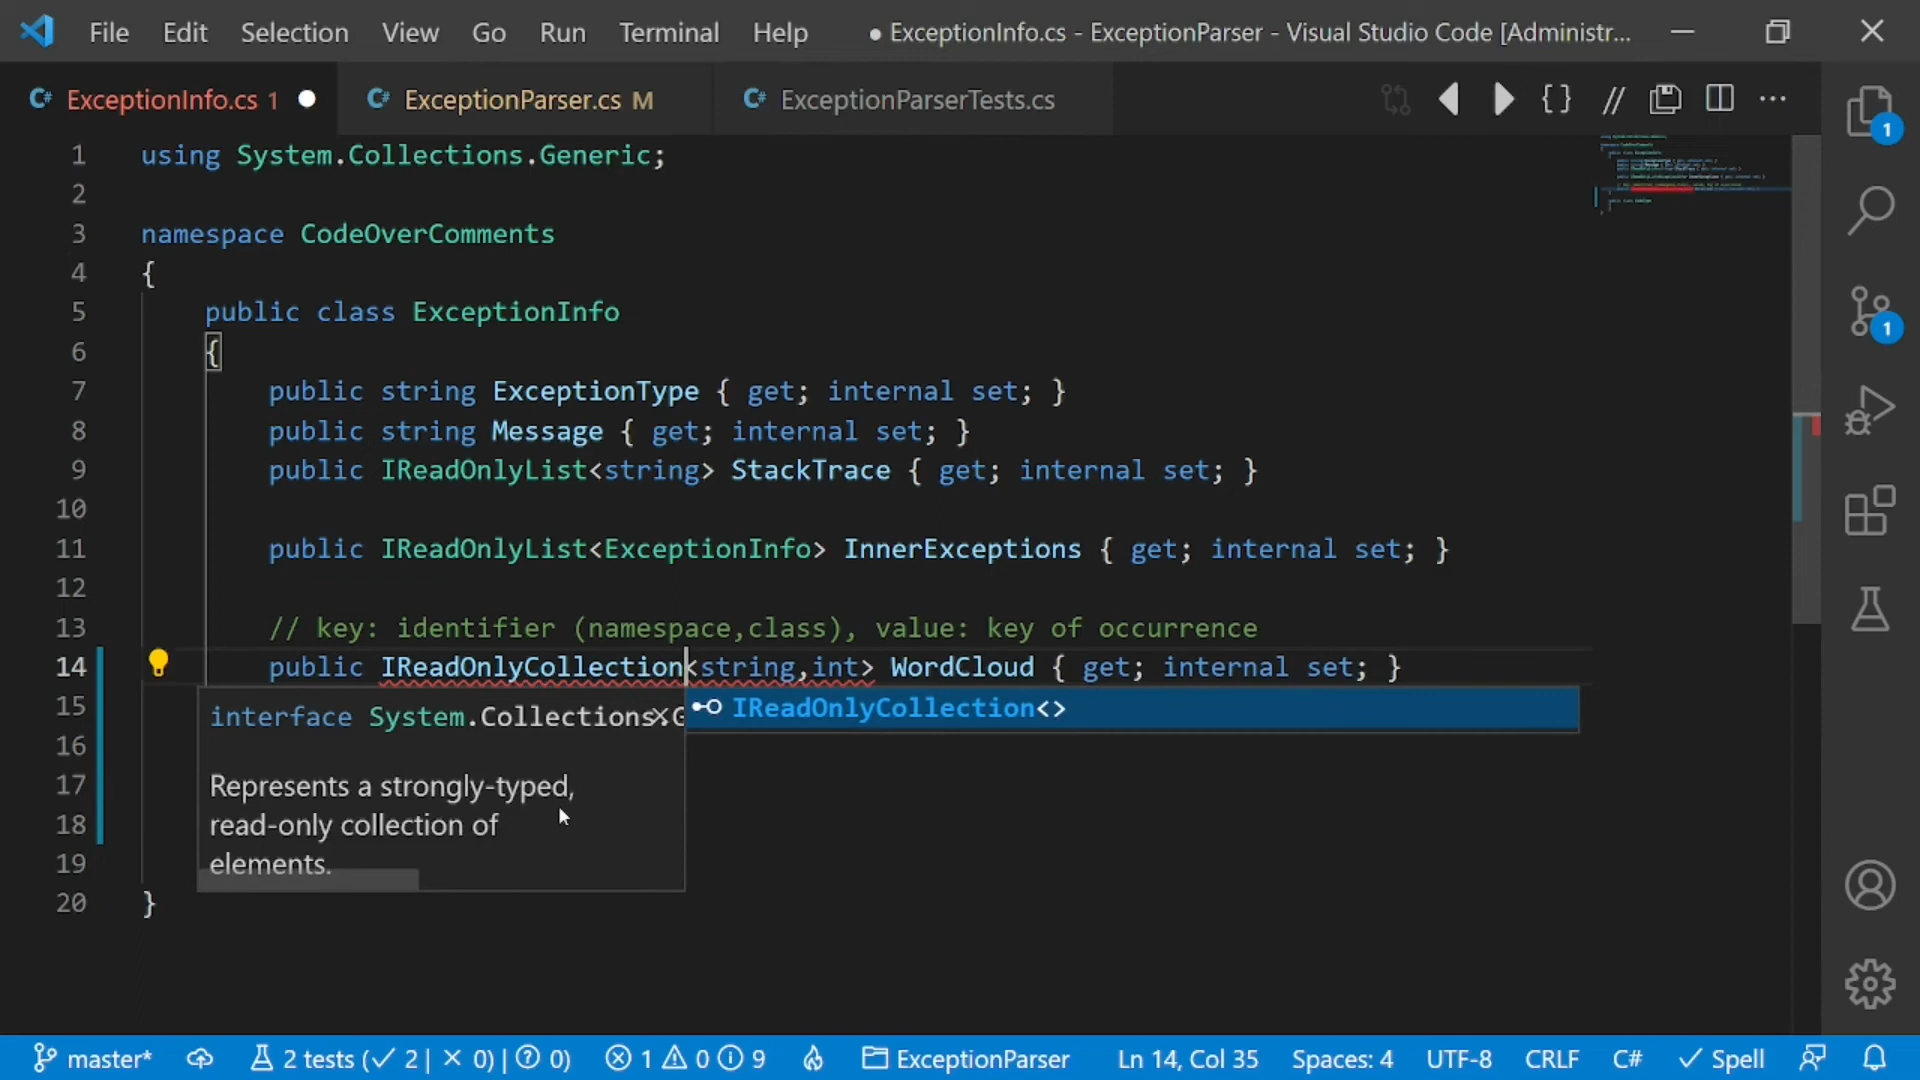 File Edit Selection View Go Run Terminal Help ● ExceptionInfo.cs - ExceptionParser - Visual Studio Code [Administr...
C# ExceptionInfo.cs 1 C# ExceptionParser.cs M C# ExceptionParserTests.cs {} // ...
1 using System.Collections.Generic;
2
3 namespace CodeOverComments
4 {
5 public class ExceptionInfo
6 {
7 public string ExceptionType { get; internal set; }
8 public string Message { get; internal set; }
9 public IReadOnlyList<string> StackTrace { get; internal set; }
10
11 public IReadOnlyList<ExceptionInfo> InnerExceptions { get; internal set; }
12
13 // key: identifier (namespace,class), value: key of occurrence
14 public IReadOnlyCollection<string,int> WordCloud { get; internal set; }
15 interface System.Collections. IReadOnlyCollection<>
16
17 Represents a strongly-typed,
18 read-only collection of
19 elements.
20 }
1
1
master* 2 tests (✓ 2 | × 0) | ? 0) 1 0 9 ExceptionParser Ln 14, Col 35 Spaces: 4 UTF-8 CRLF C# ✓ Spell